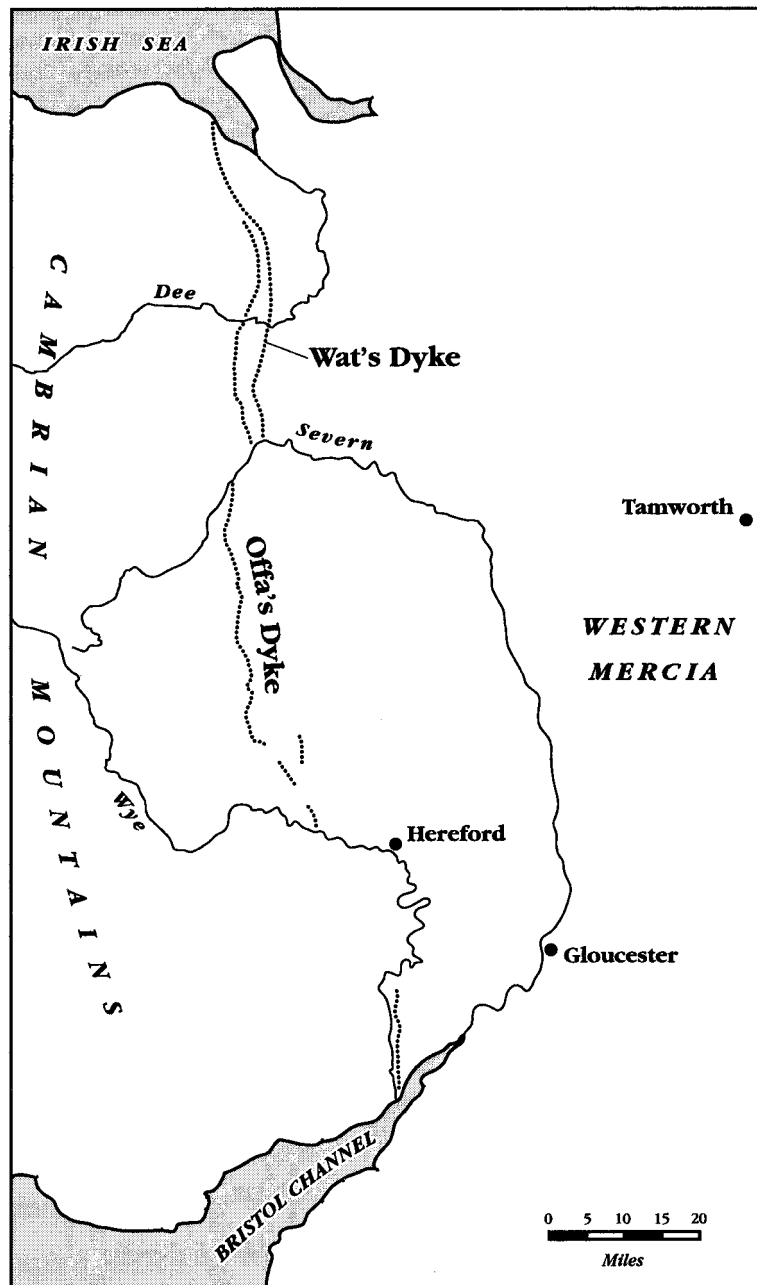 IRISH SEA
CAMBRIAN MOUNTAINS
Dee
Wat's Dyke
Severn
Tamworth
Offa's Dyke
WESTERN
MERCIA
Wye
Hereford
Gloucester
BRISTOL CHANNEL
0 5 10 15 20
Miles